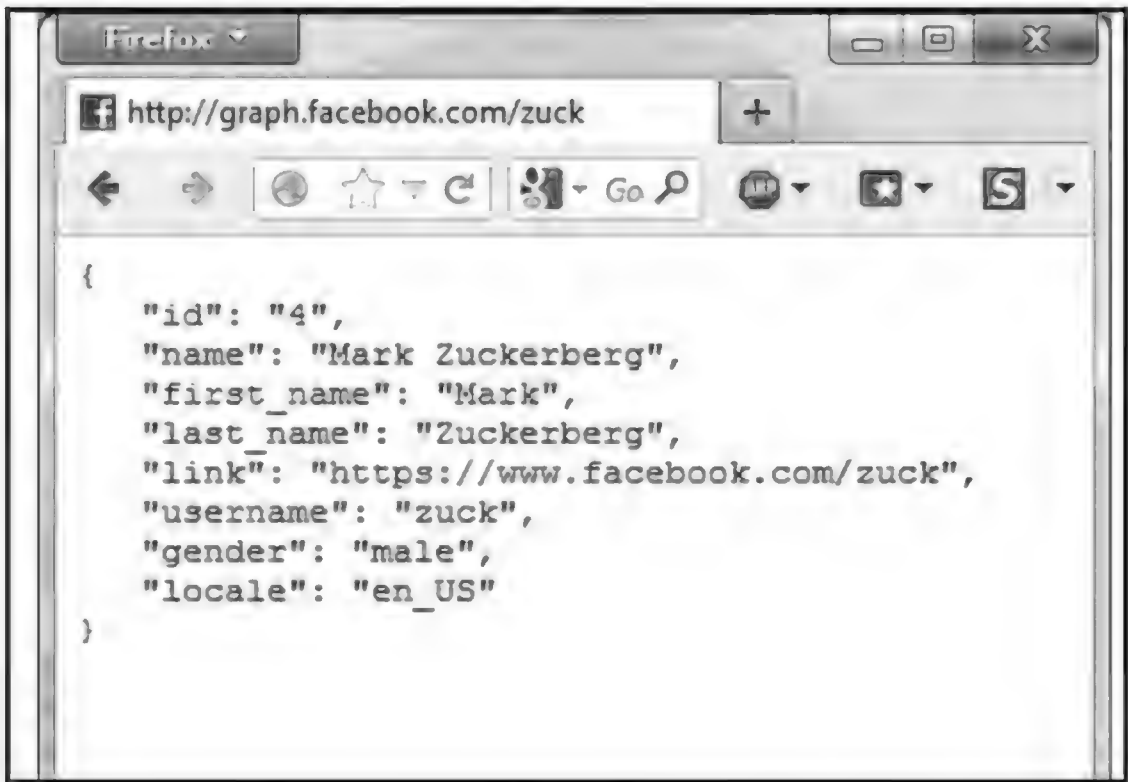 Firefox
http://graph.facebook.com/zuck
Go
{
"id": "4",
"name": "Mark Zuckerberg",
"first_name": "Mark",
"last_name": "Zuckerberg",
"link": "https://www.facebook.com/zuck",
"username": "zuck",
"gender": "male",
"locale": "en_US"
}